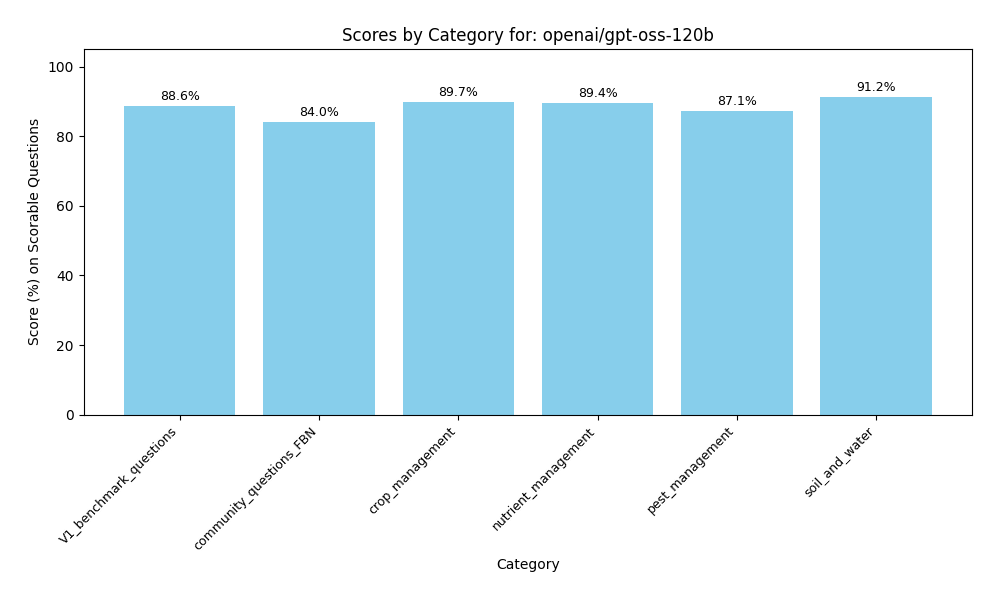 Scores by Category for: openai/gpt-oss-120b
Score (%) on Scorable Questions
100
80
60
40
20
0
88.6%
84.0%
89.7%
89.4%
87.1%
91.2%
V1_benchmark_questions
community_questions_FBN
crop_management
nutrient_management
pest_management
soil_and_water
Category